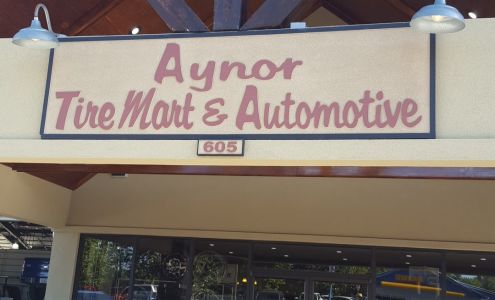 Aynor
Tire Mart & Automotive
605